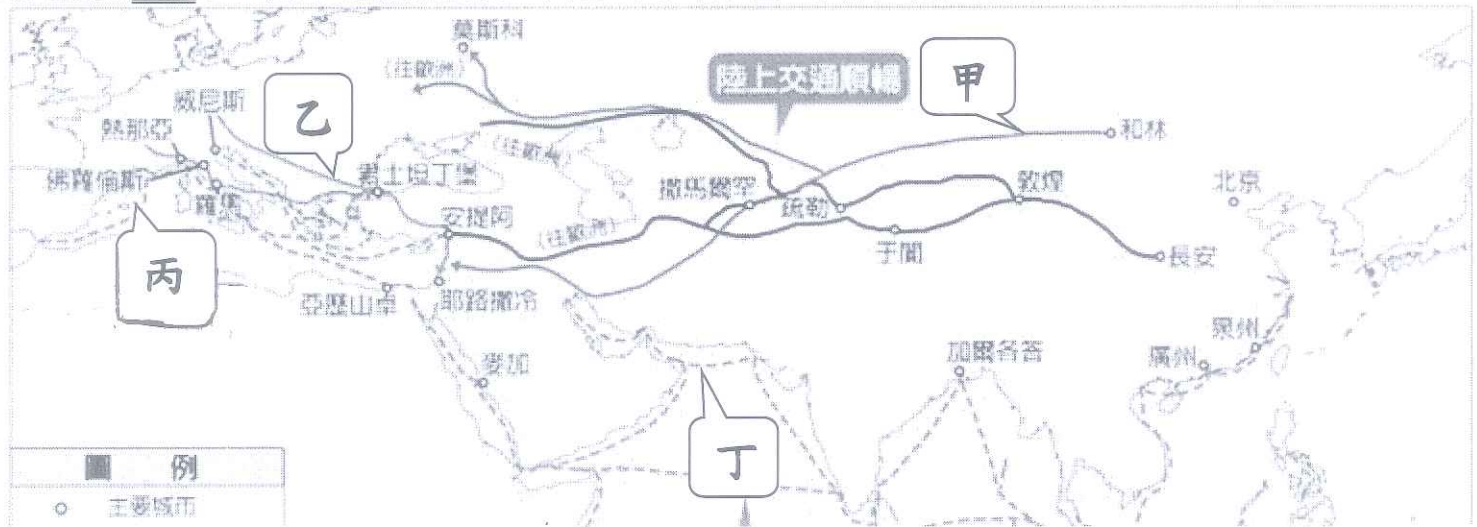 莫斯科
(往歐洲)
陸上交通順暢
甲
威尼斯
乙
熱那亞
和林
(往歐洲)
佛羅倫斯
君士坦丁堡
撒馬爾罕
疏勒
敦煌
北京
羅馬
安提阿
(往歐洲)
于闐
長安
丙
亞歷山卓
耶路撒冷
泉州
麥加
加爾各答
廣州
丁
圖 例
主要城市